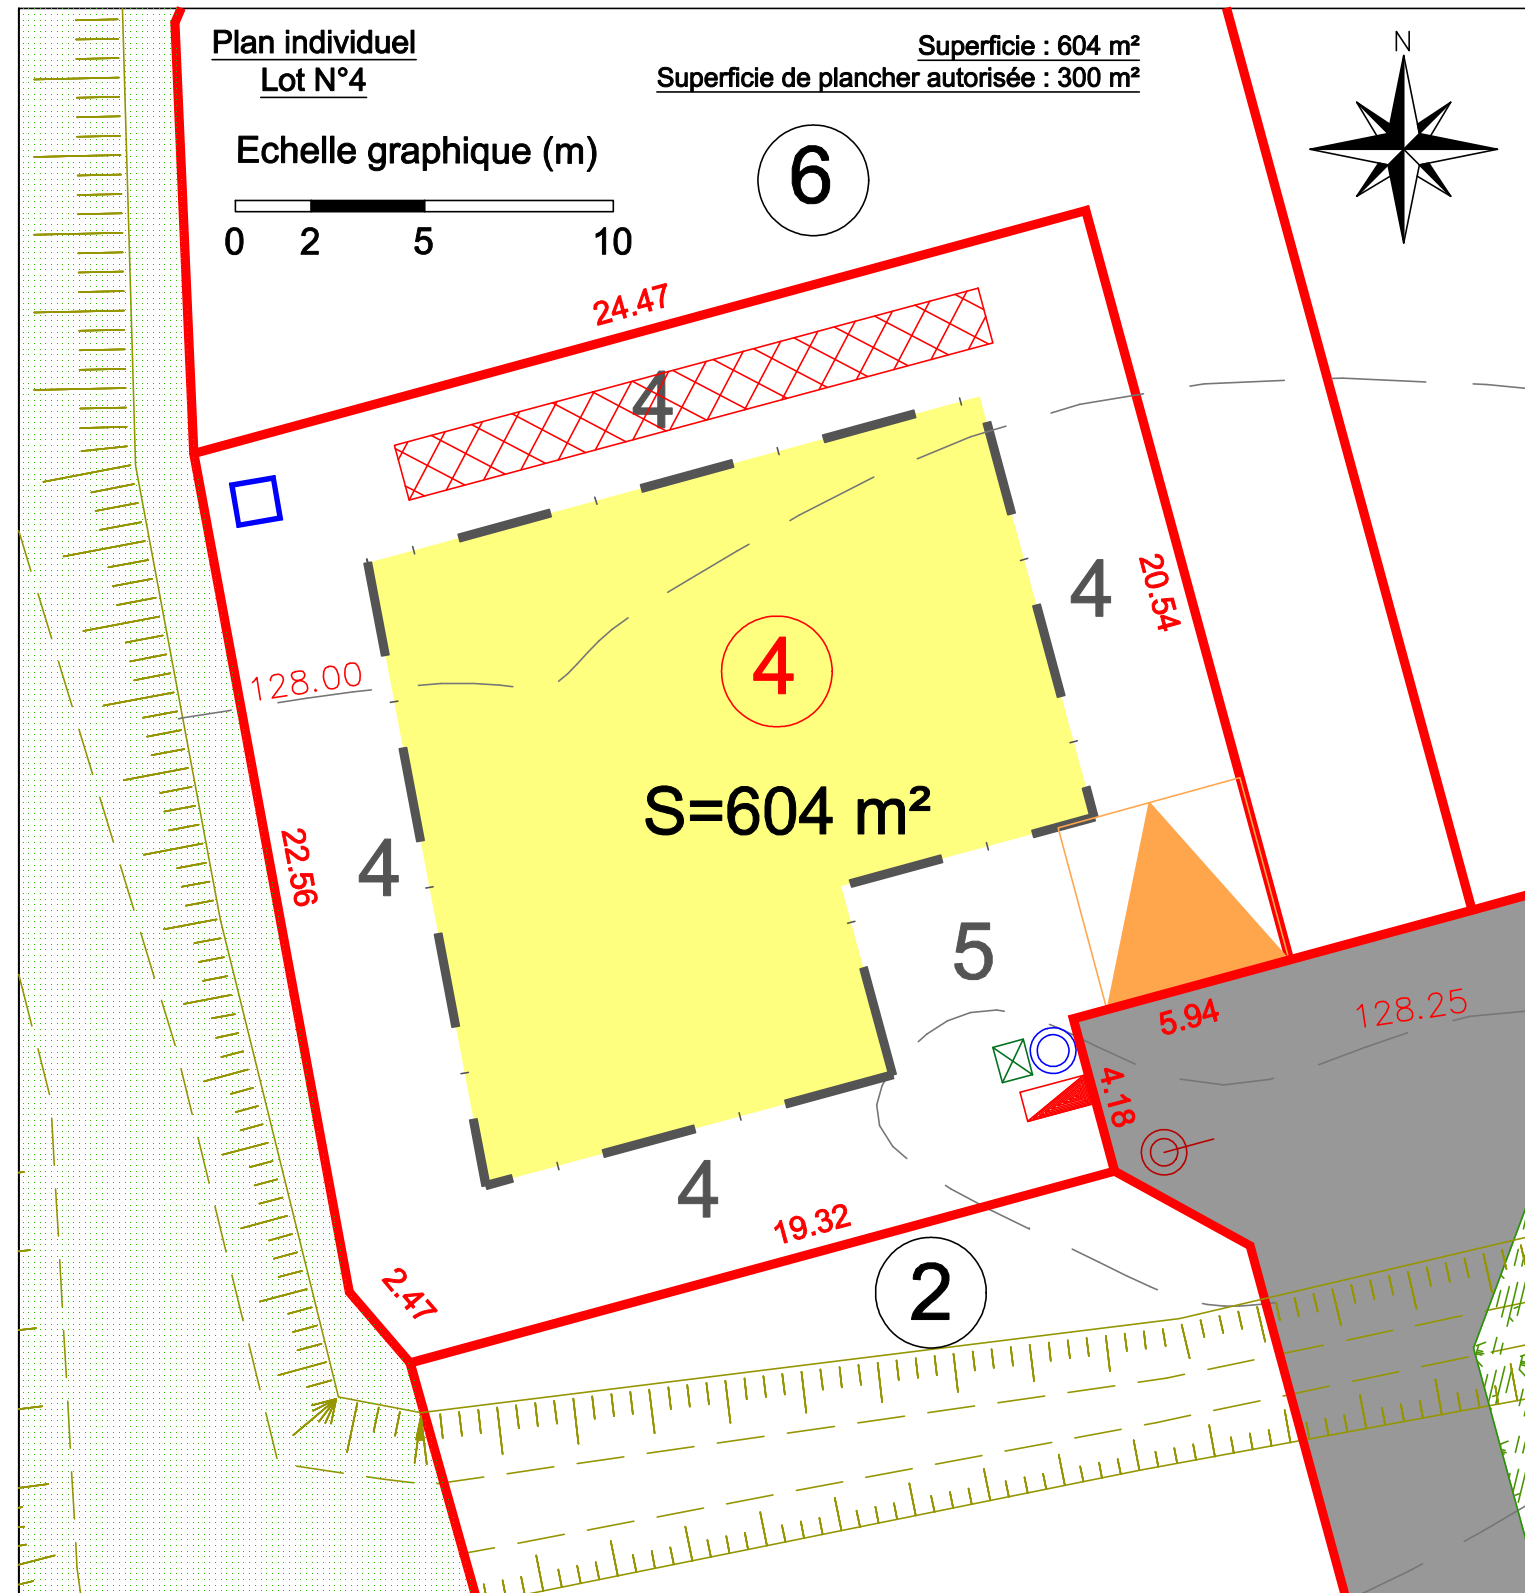 Plan individuel
Lot N°4
Superficie : 604 m²
Superficie de plancher autorisée : 300 m²
N
Echelle graphique (m)
0 2 5 10
6
24.47
4
4
20.54
4
128.00
S=604 m²
22.56
4
5
5.94
128.25
4.18
4
19.32
2.47
2